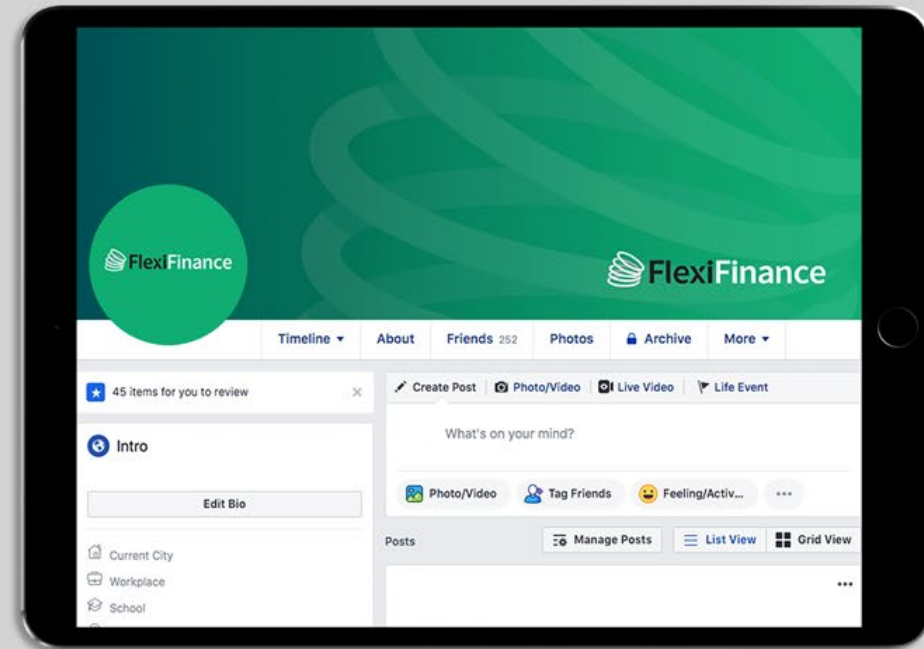 FlexiFinance
FlexiFinance
Timeline About Friends 252 Photos Archive More
45 items for you to review
Intro
Edit Bio
Current City
Workplace
School
Create Post Photo/Video Live Video Life Event
What's on your mind?
Photo/Video Tag Friends Feeling/Activ...
Posts Manage Posts List View Grid View